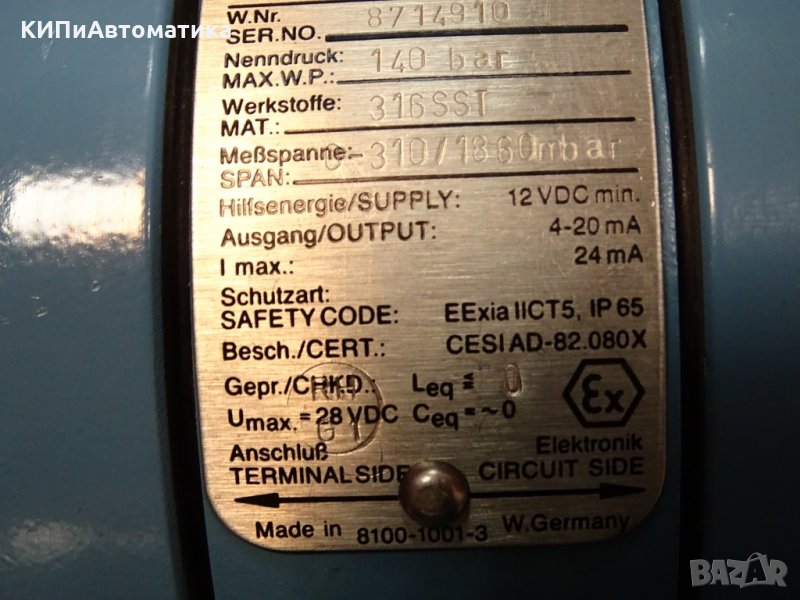 КИПиАвтоматика
W.Nr. 8714910
SER.NO.
Nenndruck: 140 bar
MAX.W.P.:
Werkstoffe: 316SST
MAT.:
Meßspanne: 0-310/1860mbar
SPAN:
Hilfsenergie/SUPPLY: 12 VDC min.
Ausgang/OUTPUT: 4-20 mA
I max.: 24 mA
Schutzart:
SAFETY CODE: EExia IICT5, IP 65
Besch./CERT.: CESI AD-82.080X
Gepr./CHKD.: Leq ≤ 0
Umax. = 28 VDC Ceq = ~0
Ex
Anschluß Elektronik
TERMINAL SIDE CIRCUIT SIDE
Made in 8100-1001-3 W.Germany
BAZAR